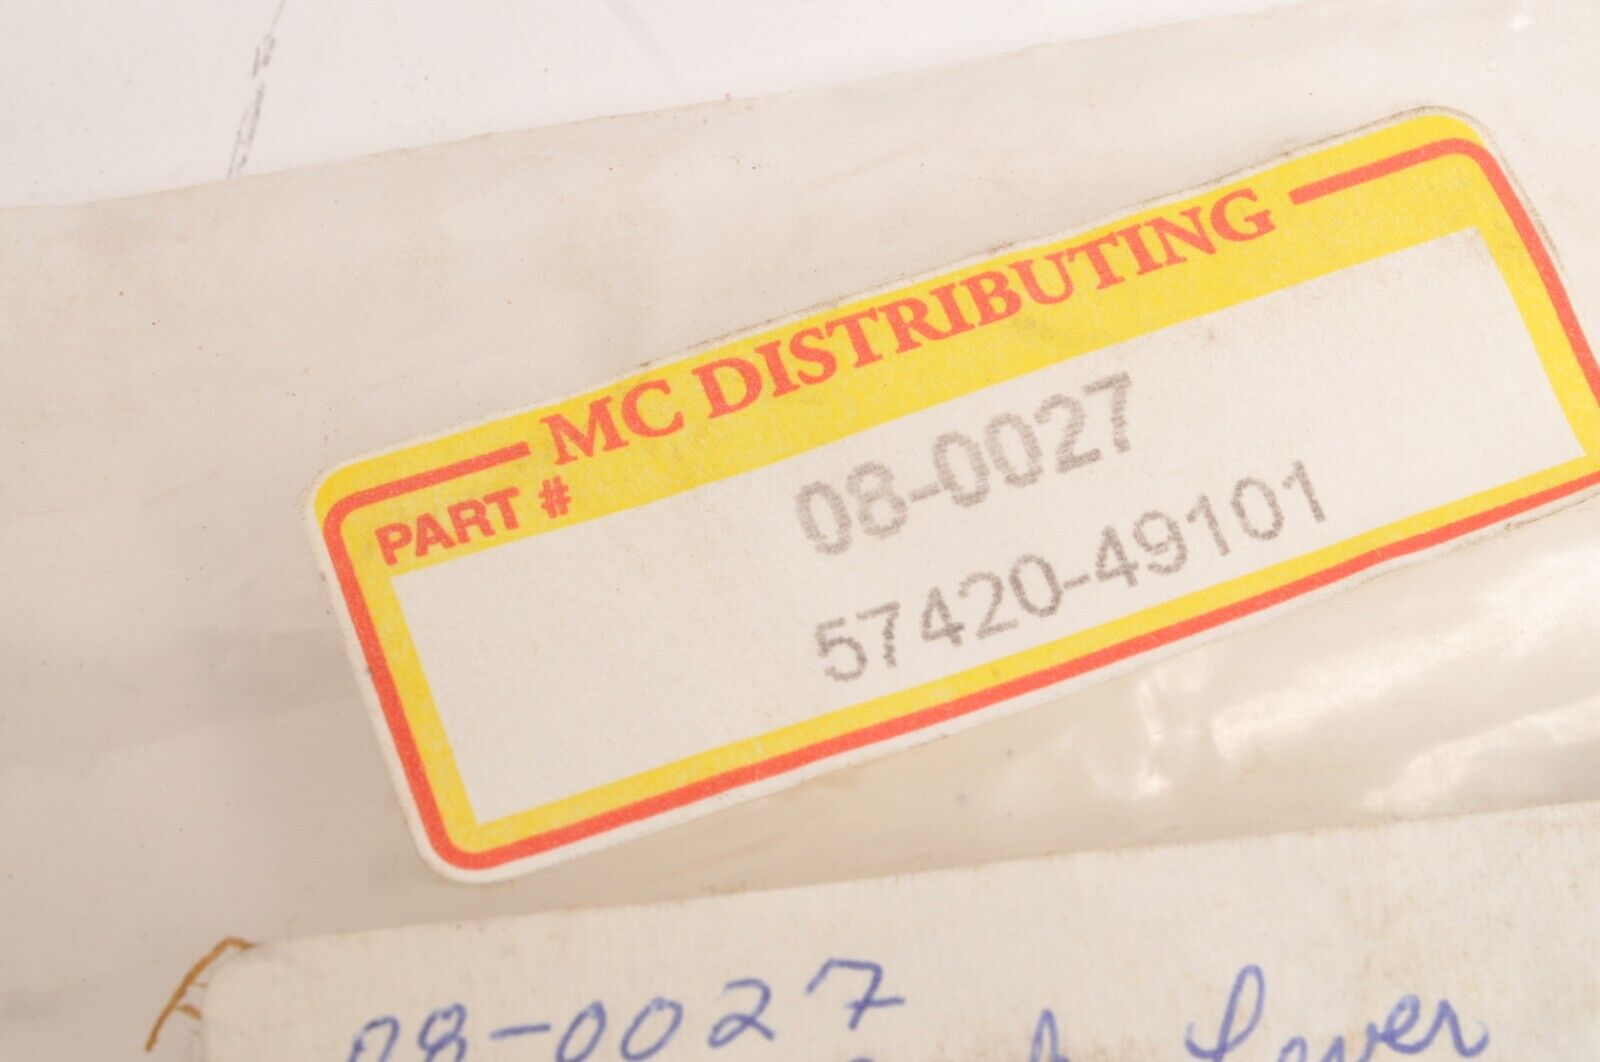 MC DISTRIBUTING
PART #
08-0027
57420-49101
08-0027
Lever